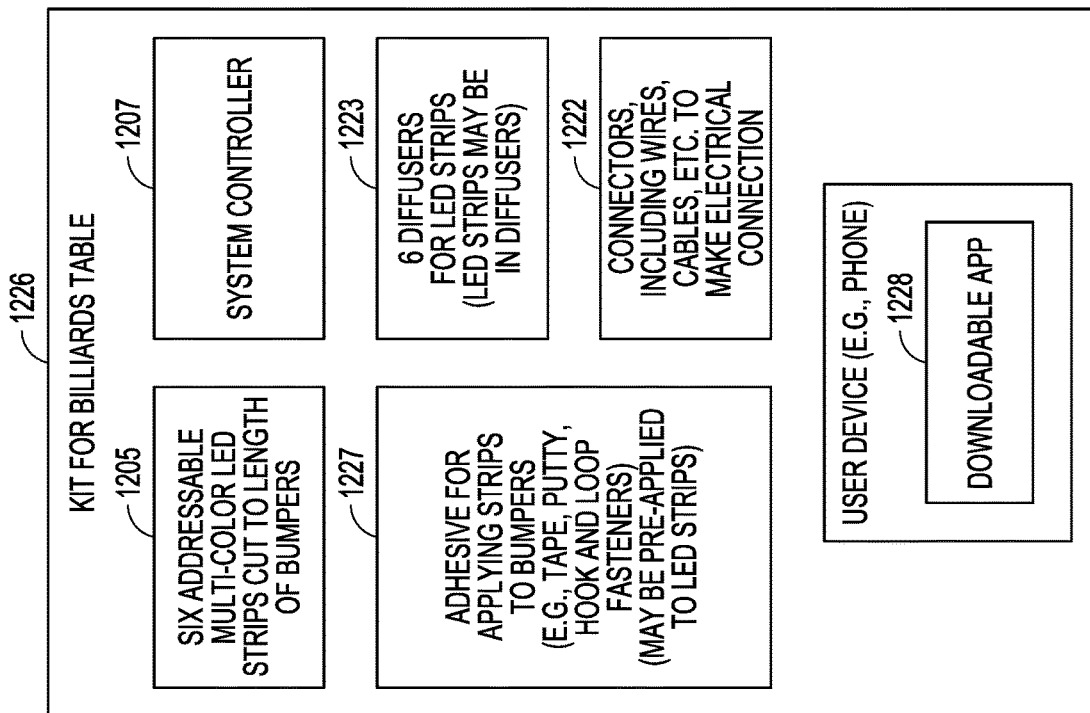 1226
KIT FOR BILLIARDS TABLE
1205
SIX ADDRESSABLE
MULTI-COLOR LED
STRIPS CUT TO LENGTH
OF BUMPERS
1207
SYSTEM CONTROLLER
1227
ADHESIVE FOR
APPLYING STRIPS
TO BUMPERS
(E.G., TAPE, PUTTY,
HOOK AND LOOP
FASTENERS)
(MAY BE PRE-APPLIED
TO LED STRIPS)
1223
6 DIFFUSERS
FOR LED STRIPS
(LED STRIPS MAY BE
IN DIFFUSERS)
1222
CONNECTORS,
INCLUDING WIRES,
CABLES, ETC. TO
MAKE ELECTRICAL
CONNECTION
USER DEVICE (E.G., PHONE)
1228
DOWNLOADABLE APP